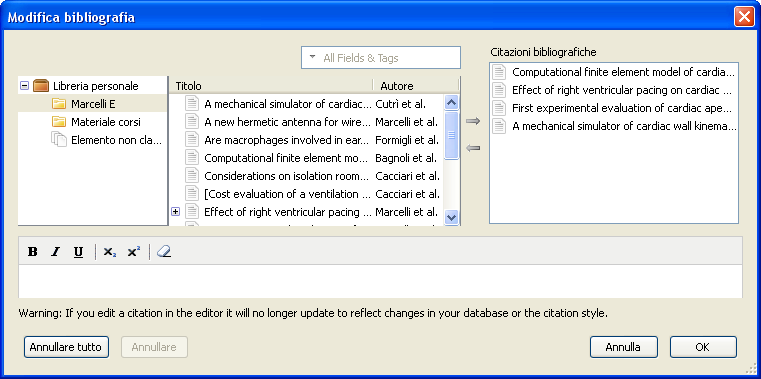 Modifica bibliografia
All Fields & Tags
Citazioni bibliografiche
Libreria personale
Marcelli E
Materiale corsi
Elemento non cla...
Titolo Autore
A mechanical simulator of cardiac... Cutrì et al.
A new hermetic antenna for wire... Marcelli et al.
Are macrophages involved in ear... Formigli et al.
Computational finite element mo... Bagnoli et al.
Considerations on isolation room... Cacciari et al.
[Cost evaluation of a ventilation ... Cacciari et al.
Effect of right ventricular pacing ... Marcelli et al.
Computational finite element model of cardia...
Effect of right ventricular pacing on cardiac ...
First experimental evaluation of cardiac ape...
A mechanical simulator of cardiac wall kinema...
B I U x₂ x²
Warning: If you edit a citation in the editor it will no longer update to reflect changes in your database or the citation style.
Annullare tutto Annullare Annulla OK